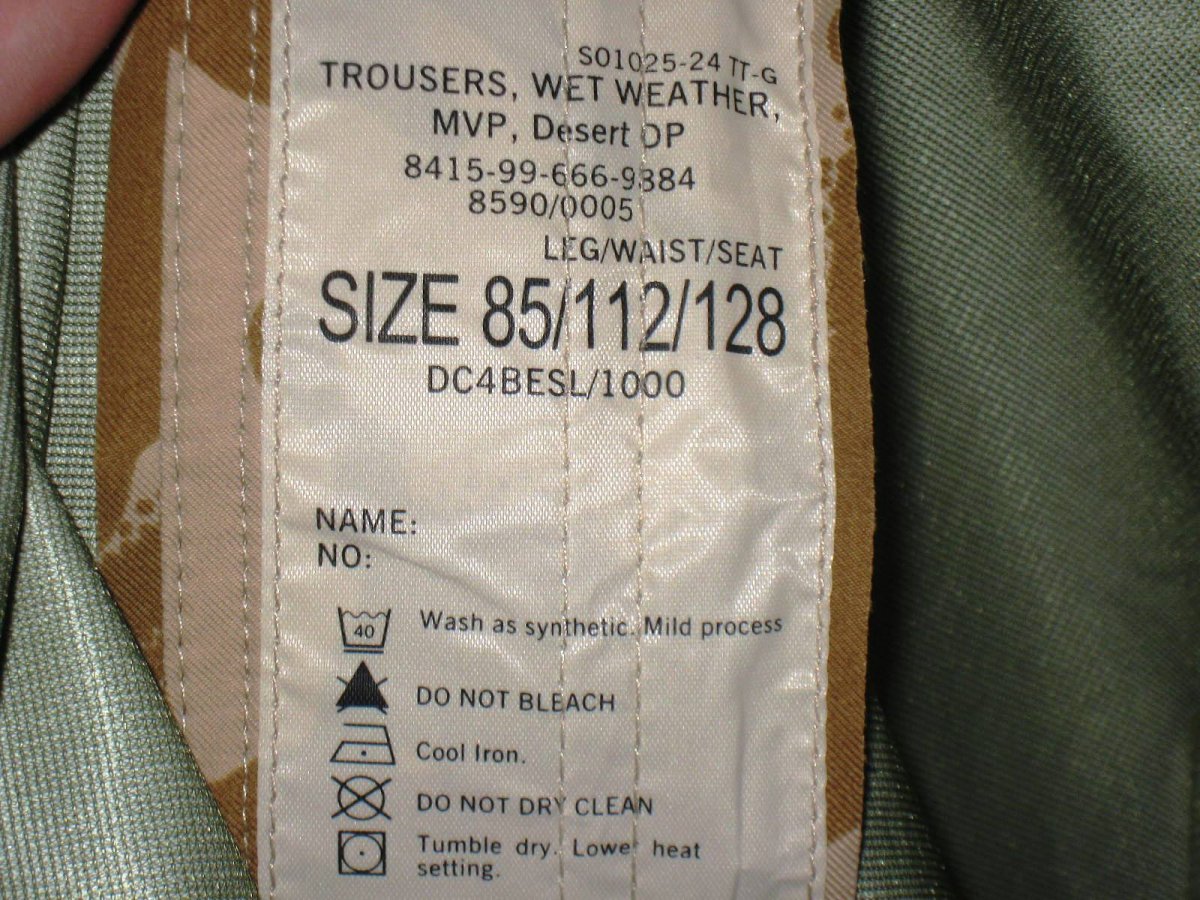 S01025-24 TT-G
TROUSERS, WET WEATHER,
MVP, Desert DP
8415-99-666-9384
8590/0005
LEG/WAIST/SEAT
SIZE 85/112/128
DC4BESL/1000
NAME:
NO:
40 Wash as synthetic. Mild process
DO NOT BLEACH
Cool Iron.
DO NOT DRY CLEAN
Tumble dry. Lower heat
setting.